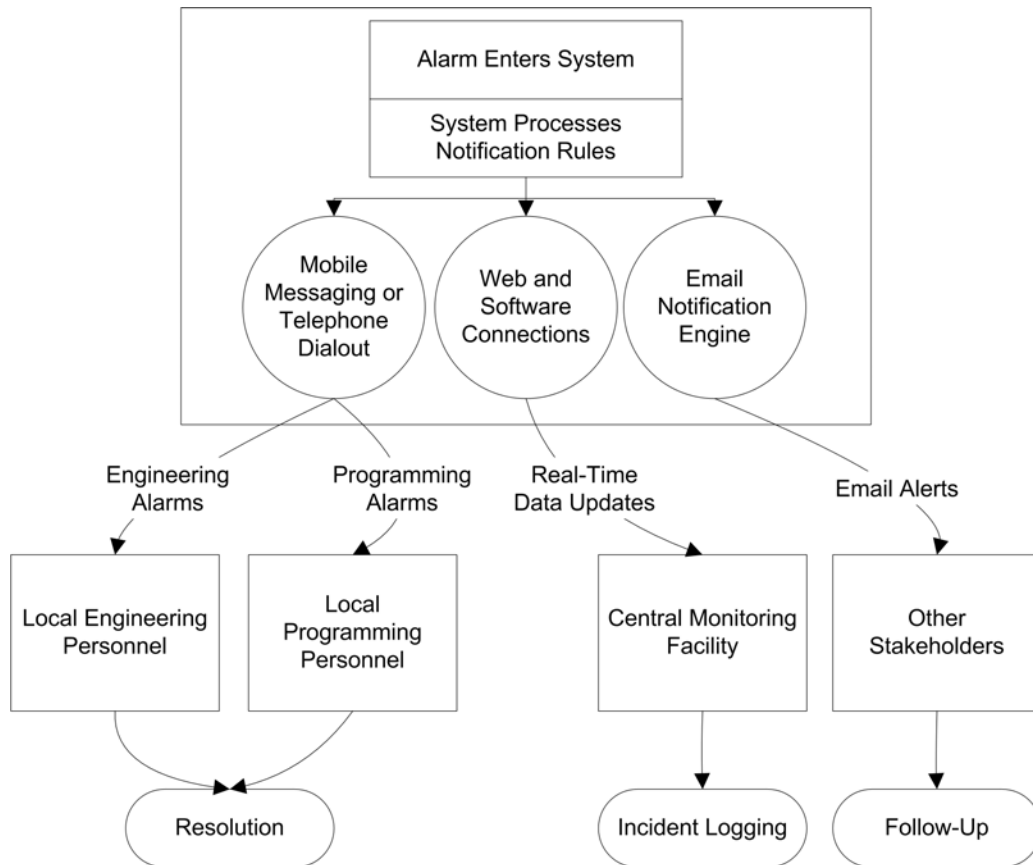 Alarm Enters System
System Processes
Notification Rules
Mobile
Messaging or
Telephone
Dialout
Web and
Software
Connections
Email
Notification
Engine
Engineering
Alarms
Programming
Alarms
Real-Time
Data Updates
Email Alerts
Local Engineering
Personnel
Local
Programming
Personnel
Central Monitoring
Facility
Other
Stakeholders
Resolution
Incident Logging
Follow-Up